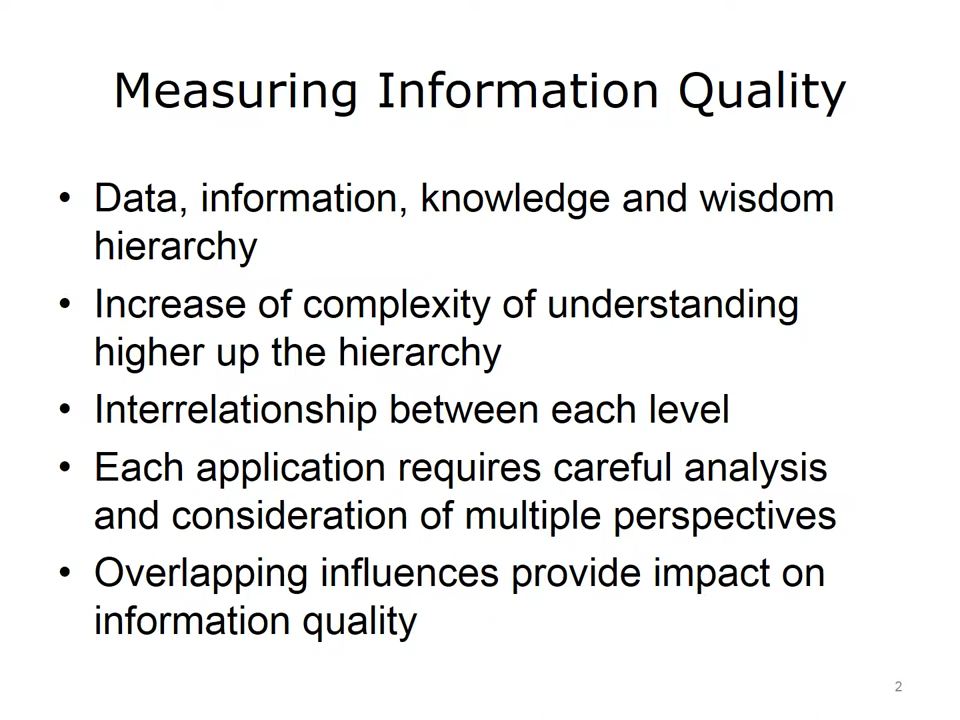 Measuring Information Quality
• Data, information, knowledge and wisdom
hierarchy
• Increase of complexity of understanding
higher up the hierarchy
• Interrelationship between each level
• Each application requires careful analysis
and consideration of multiple perspectives
• Overlapping influences provide impact on
information quality
2